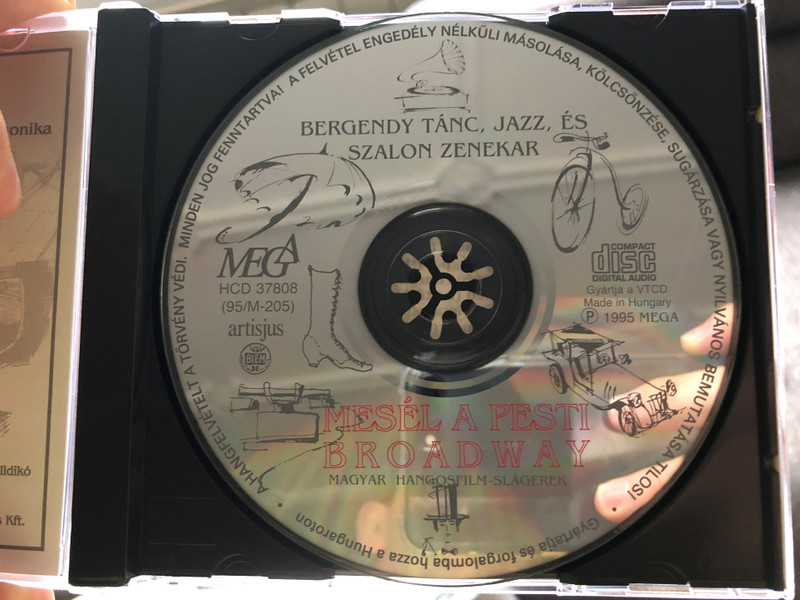 onika
lldikó
s Kft.
A HANGFELVÉTELT A TÖRVÉNY VÉDI. MINDEN JOG FENNTARTVA! A FELVÉTEL ENGEDÉLY NÉLKÜLI MÁSOLÁSA, KÖLCSÖNZÉSE, SUGÁRZÁSA VAGY NYILVÁNOS BEMUTATÁSA TILOS!
BERGENDY TÁNC, JAZZ, ÉS
SZALON ZENEKAR
MEGA
HCD 37808
(95/M-205)
artisjus
BIEM
COMPACT
disc
DIGITAL AUDIO
Gyártja a VTCD
Made in Hungary
Ⓟ 1995 MEGA
MESÉL A PESTI
BROADWAY
MAGYAR HANGOSFILM-SLÁGEREK
• Gyártatja és forgalomba hozza a Hungaroton •